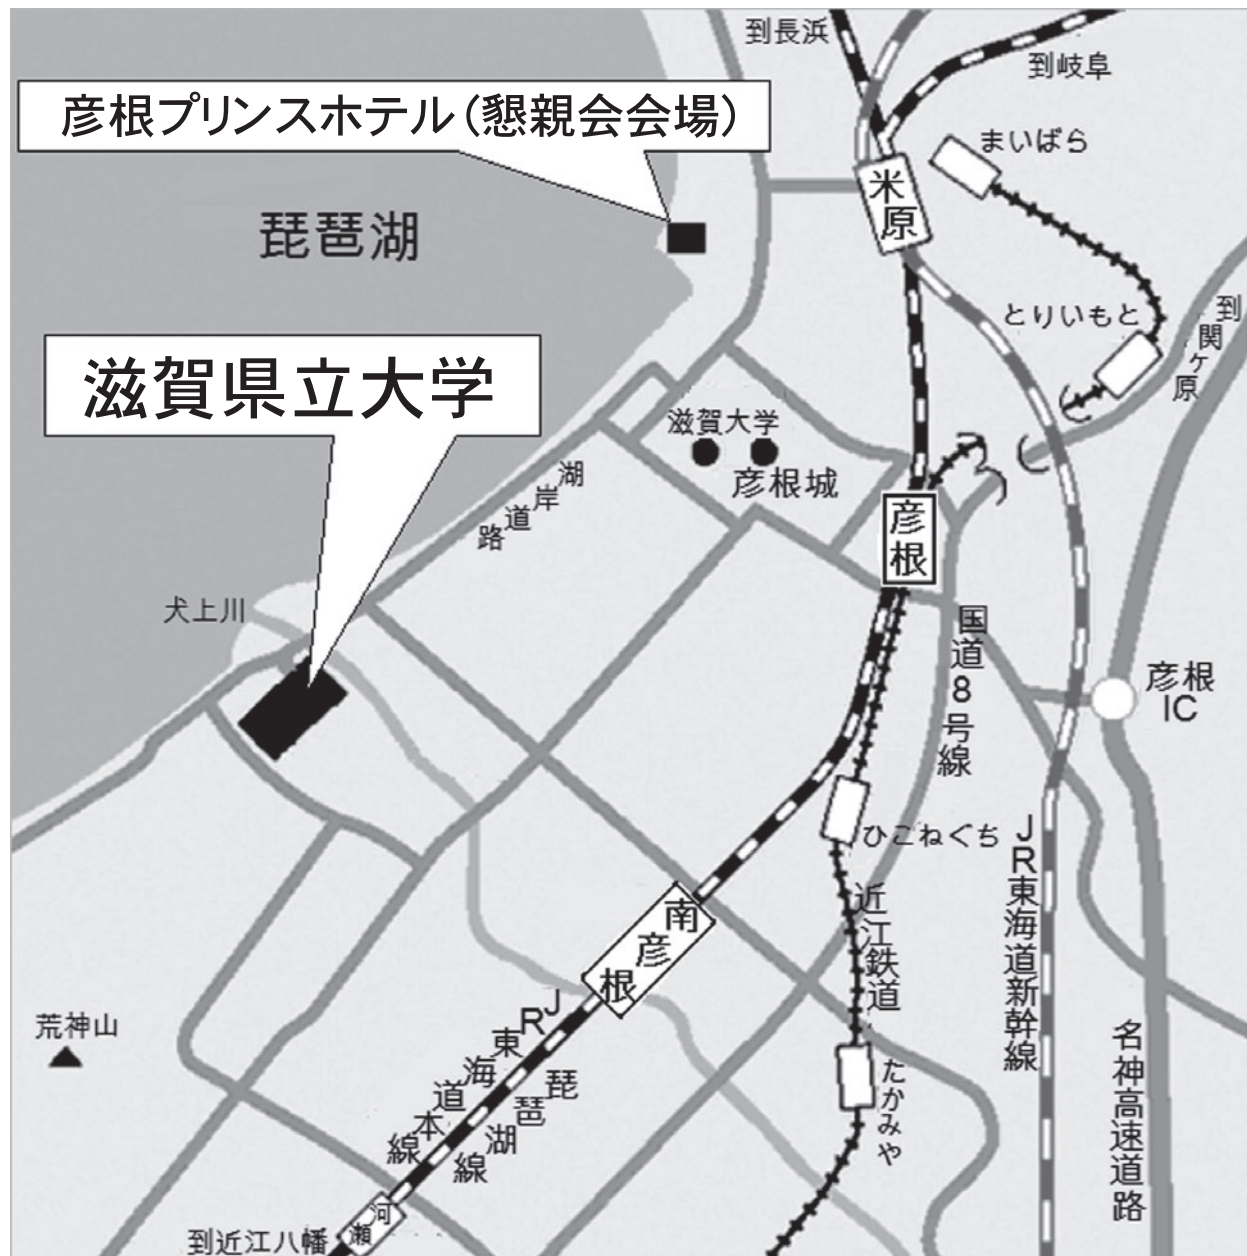 到長浜
到岐阜
彦根プリンスホテル（懇親会会場）
まいばら
米原
琵琶湖
とりいもと
到関ヶ原
滋賀県立大学
滋賀大学
彦根城
湖岸道路
彦根
犬上川
国道8号線
彦根
IC
ひこねぐち
JR東海道新幹線
近江鉄道
南彦根
荒神山
JR東海道本線
琵琶湖線
たかみや
名神高速道路
河瀬
到近江八幡